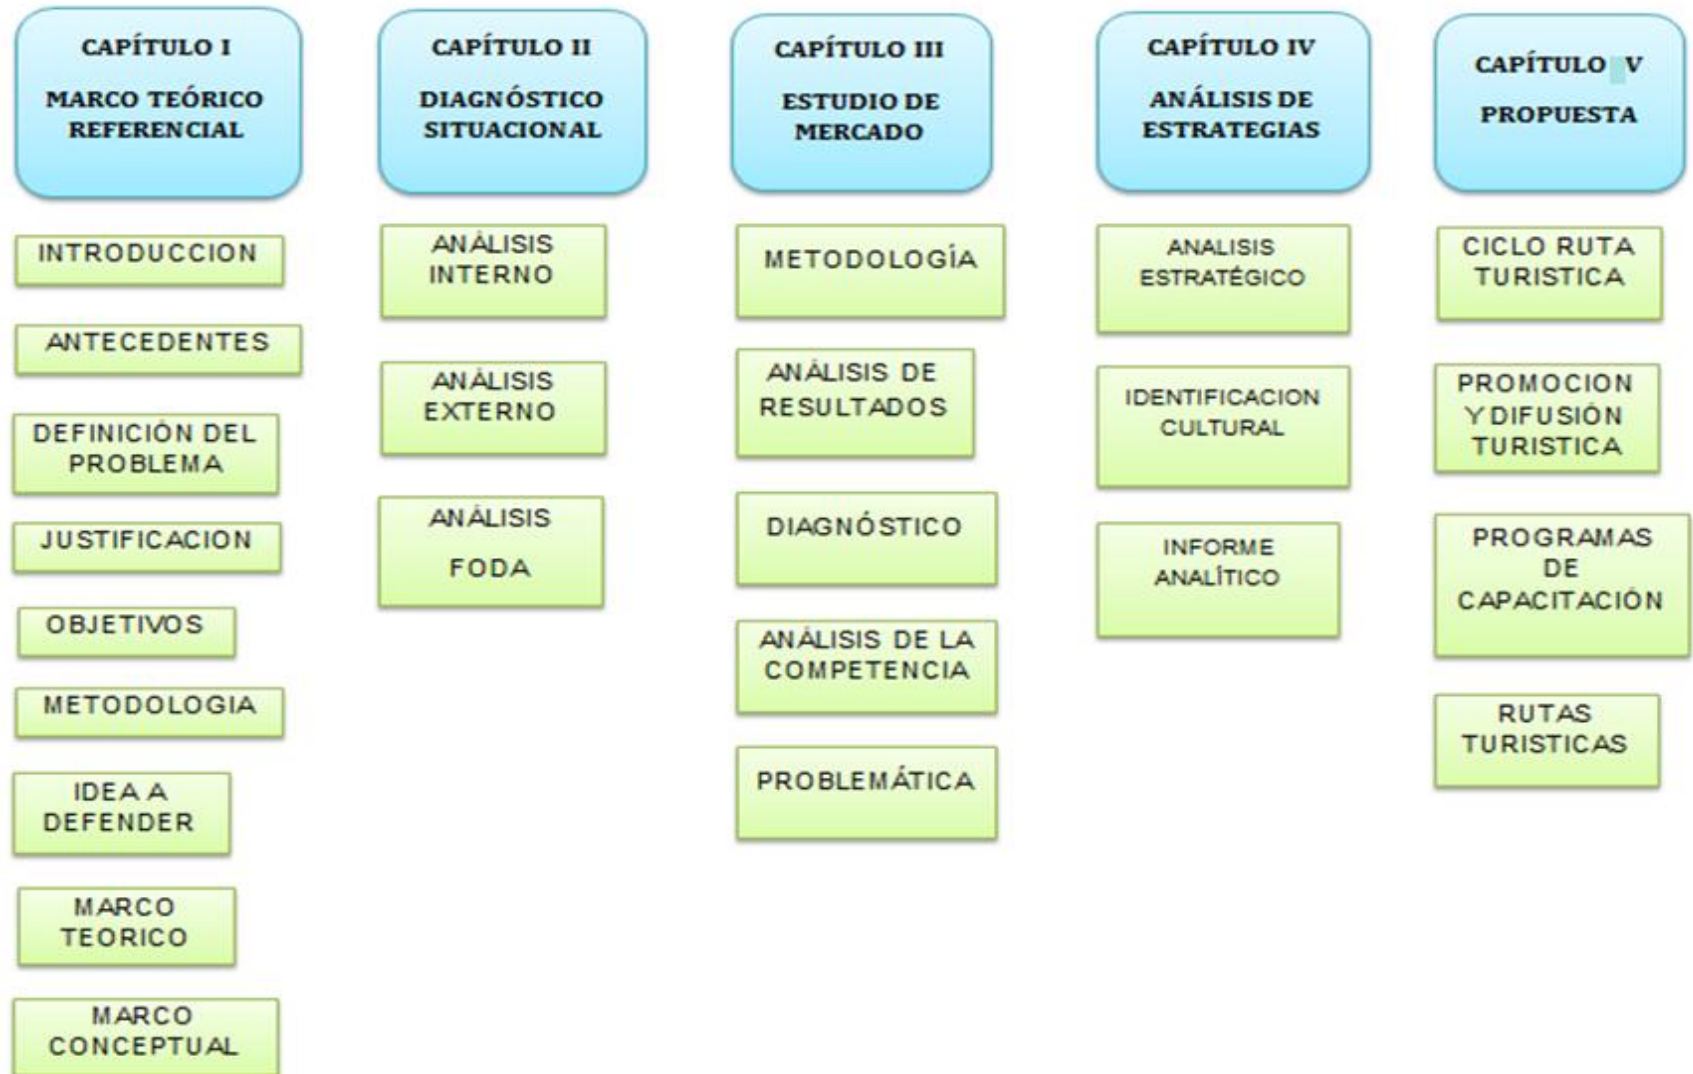 CAPÍTULO I
MARCO TEÓRICO
REFERENCIAL
INTRODUCCION
ANTECEDENTES
DEFINICIÓN DEL
PROBLEMA
JUSTIFICACION
OBJETIVOS
METODOLOGIA
IDEA A
DEFENDER
MARCO
TEORICO
MARCO
CONCEPTUAL
CAPÍTULO II
DIAGNÓSTICO
SITUACIONAL
ANÁLISIS
INTERNO
ANÁLISIS
EXTERNO
ANÁLISIS
FODA
CAPÍTULO III
ESTUDIO DE
MERCADO
METODOLOGÍA
ANÁLISIS DE
RESULTADOS
DIAGNÓSTICO
ANÁLISIS DE LA
COMPETENCIA
PROBLEMÁTICA
CAPÍTULO IV
ANÁLISIS DE
ESTRATEGIAS
ANALISIS
ESTRATÉGICO
IDENTIFICACION
CULTURAL
INFORME
ANALÍTICO
CAPÍTULO V
PROPUESTA
CICLO RUTA
TURISTICA
PROMOCION
Y DIFUSIÓN
TURISTICA
PROGRAMAS
DE
CAPACITACIÓN
RUTAS
TURISTICAS